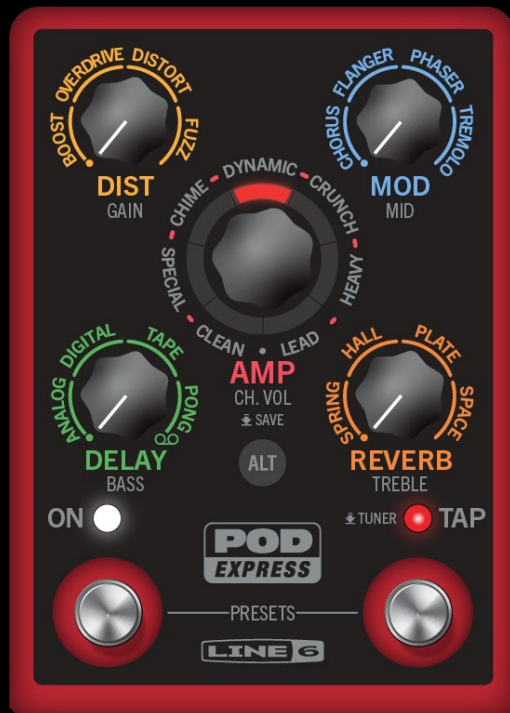 BOOST OVERDRIVE DISTORT FUZZ
DIST
GAIN
CHORUS FLANGER PHASER TREMOLO
MOD
MID
CLEAN SPECIAL CHIME DYNAMIC CRUNCH HEAVY LEAD
AMP
CH. VOL
SAVE
ANALOG DIGITAL TAPE PONG
DELAY
BASS
ALT
SPRING HALL PLATE SPACE
REVERB
TREBLE
ON
TUNER TAP
POD
EXPRESS
PRESETS
LINE 6